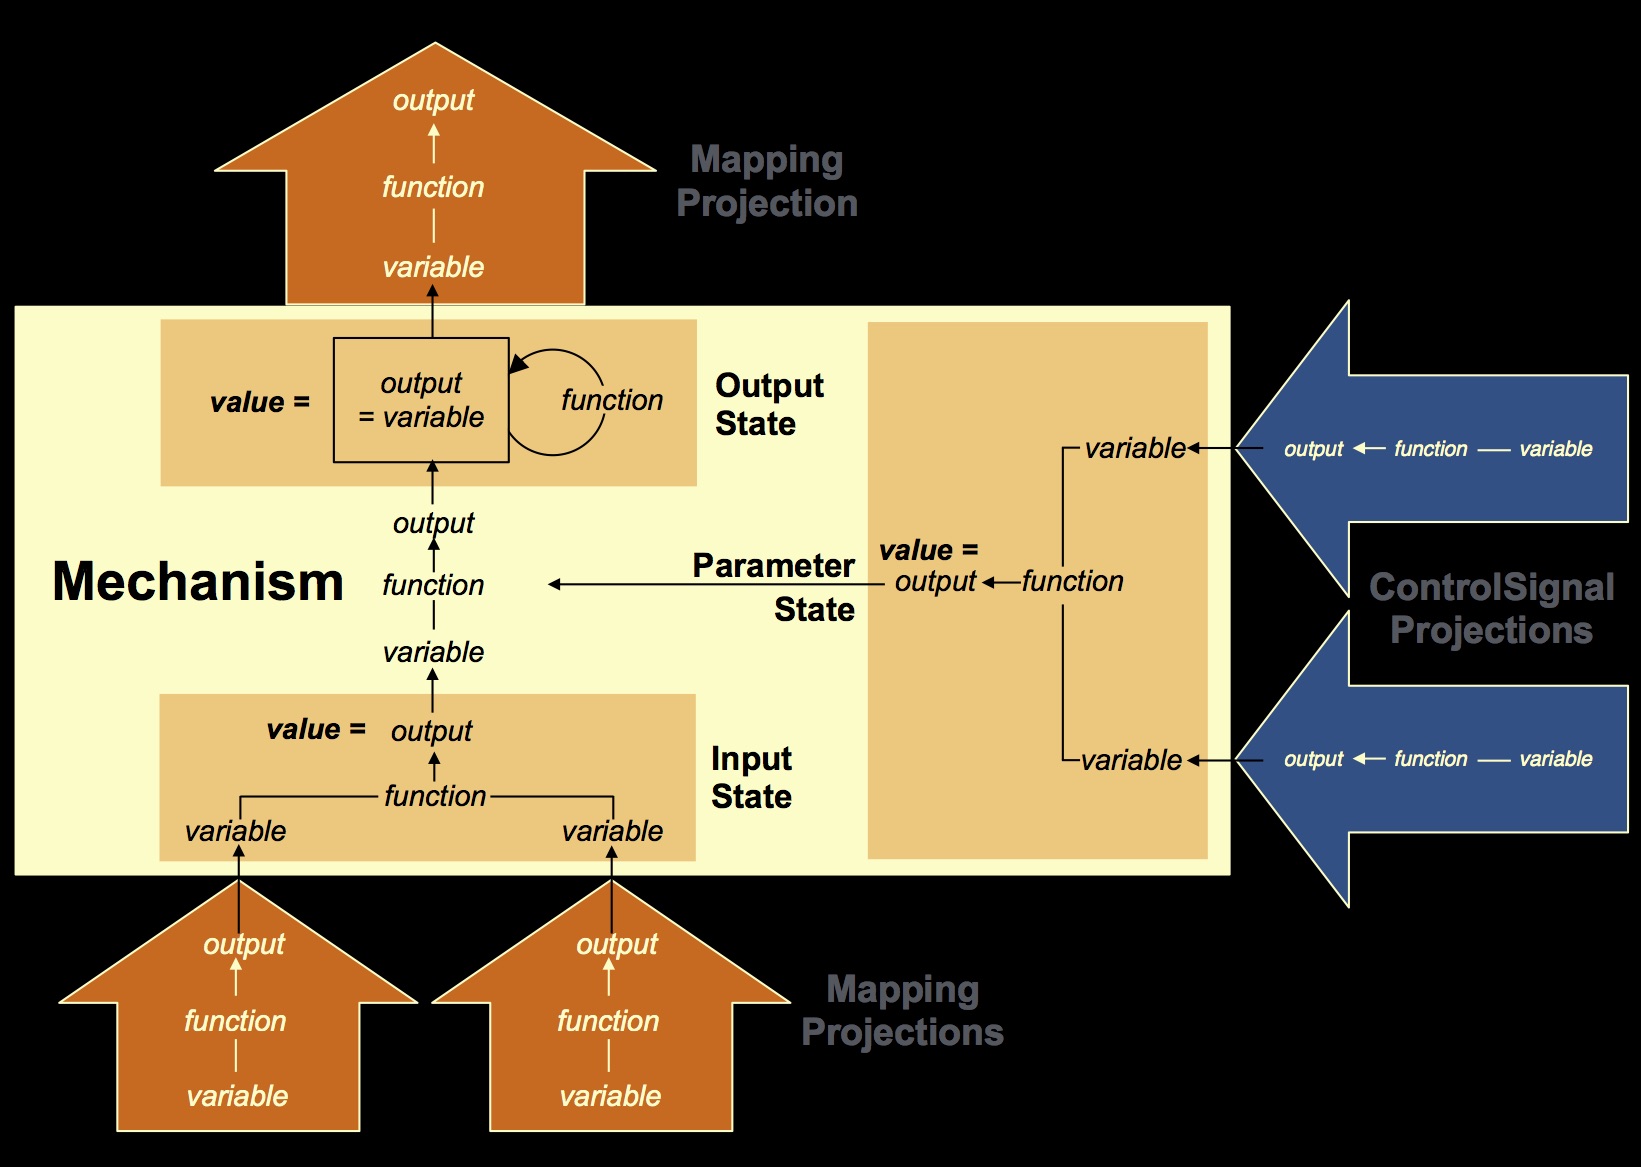 output
function
variable
Mapping
Projection
value =
output
= variable
function
Output
State
output
function
variable
Mechanism
Parameter
State
value =
output
function
variable
variable
output function variable
output function variable
ControlSignal
Projections
value = output
function
variable
variable
Input
State
output
function
variable
output
function
variable
Mapping
Projections